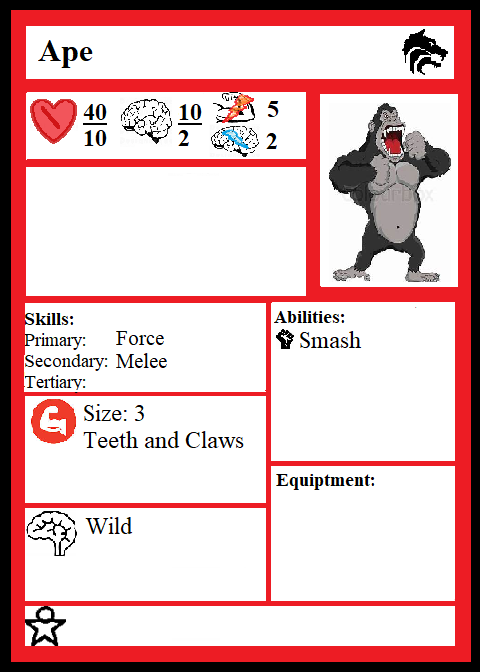 Ape
40
10
10
2
5
2
Skills:
Primary: Force
Secondary: Melee
Tertiary:
Abilities:
Smash
Size: 3
Teeth and Claws
Equiptment:
Wild